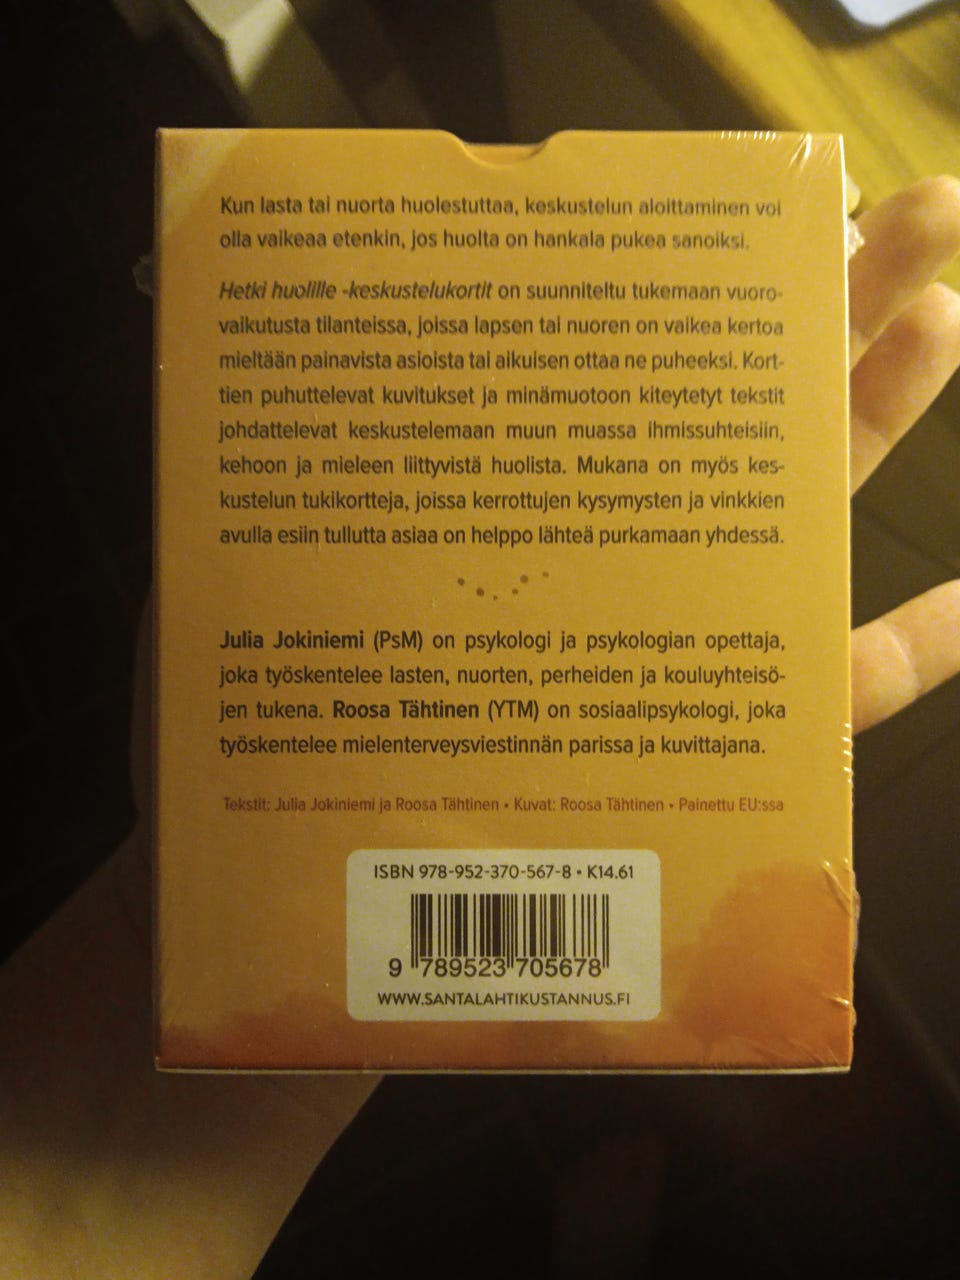 Kun lasta tai nuorta huolestuttaa, keskustelun aloittaminen voi
olla vaikeaa etenkin, jos huolta on hankala pukea sanoiksi.
Hetki huolille -keskustelukortit on suunniteltu tukemaan vuoro-
vaikutusta tilanteissa, joissa lapsen tai nuoren on vaikea kertoa
mieltään painavista asioista tai aikuisen ottaa ne puheeksi. Kort-
tien puhuttelevat kuvitukset ja minämuotoon kiteytetyt tekstit
johdattelevat keskustelemaan muun muassa ihmissuhteisiin,
kehoon ja mieleen liittyvistä huolista. Mukana on myös kes-
kustelun tukikortteja, joissa kerrottujen kysymysten ja vinkkien
avulla esiin tullutta asiaa on helppo lähteä purkamaan yhdessä.
Julia Jokiniemi (PsM) on psykologi ja psykologian opettaja,
joka työskentelee lasten, nuorten, perheiden ja kouluyhteisö-
jen tukena. Roosa Tähtinen (YTM) on sosiaalipsykologi, joka
työskentelee mielenterveysviestinnän parissa ja kuvittajana.
Tekstit: Julia Jokiniemi ja Roosa Tähtinen • Kuvat: Roosa Tähtinen • Painettu EU:ssa
ISBN 978-952-370-567-8 • K14.61
9 789523 705678
WWW.SANTALAHTIKUSTANNUS.FI